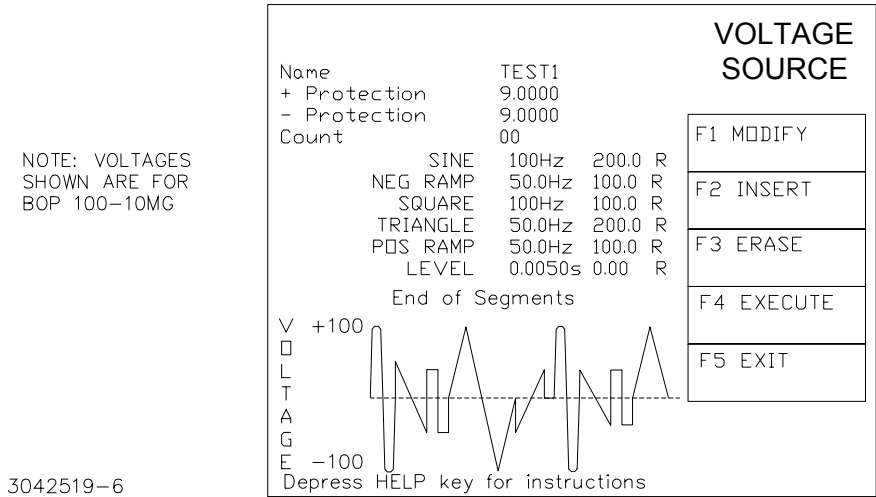 VOLTAGE
SOURCE
Name TEST1
+ Protection 9.0000
- Protection 9.0000
Count 00
SINE 100Hz 200.0 R
NEG RAMP 50.0Hz 100.0 R
SQUARE 100Hz 100.0 R
TRIANGLE 50.0Hz 200.0 R
POS RAMP 50.0Hz 100.0 R
LEVEL 0.0050s 0.00 R
End of Segments
F1 MODIFY
F2 INSERT
F3 ERASE
F4 EXECUTE
F5 EXIT
NOTE: VOLTAGES
SHOWN ARE FOR
BOP 100-10MG
VOLTAGE
+100
-100
Depress HELP key for instructions
3042519-6